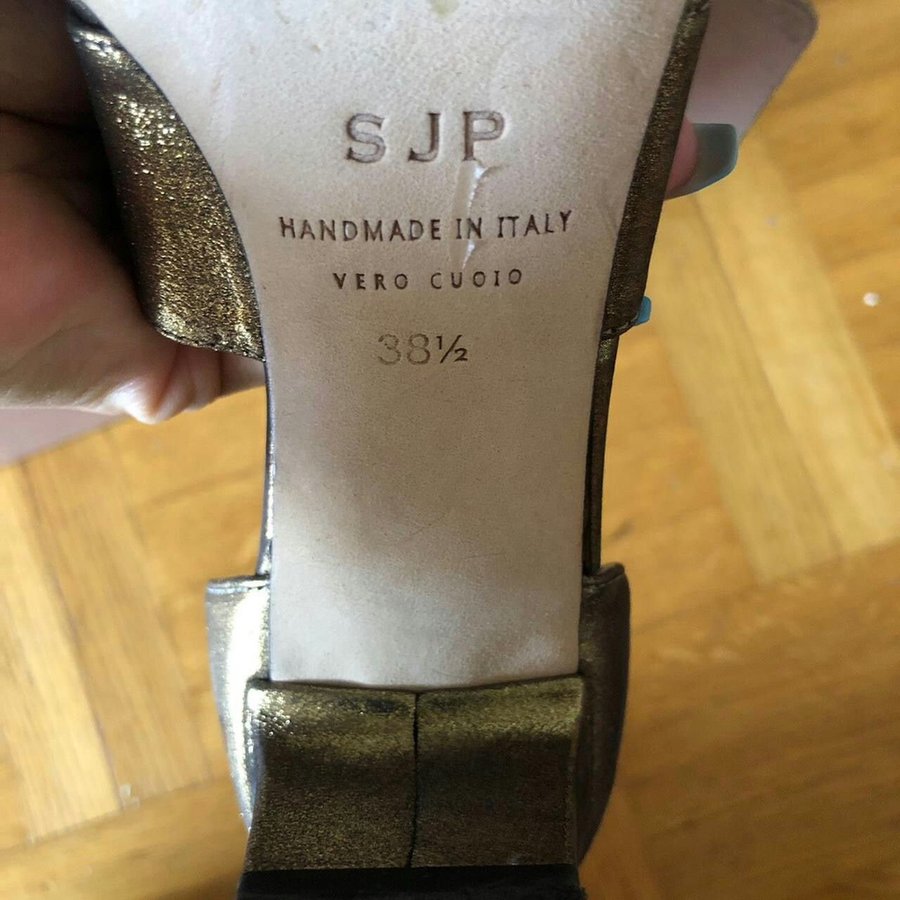 SJP
HANDMADE IN ITALY
VERO CUOIO
38½